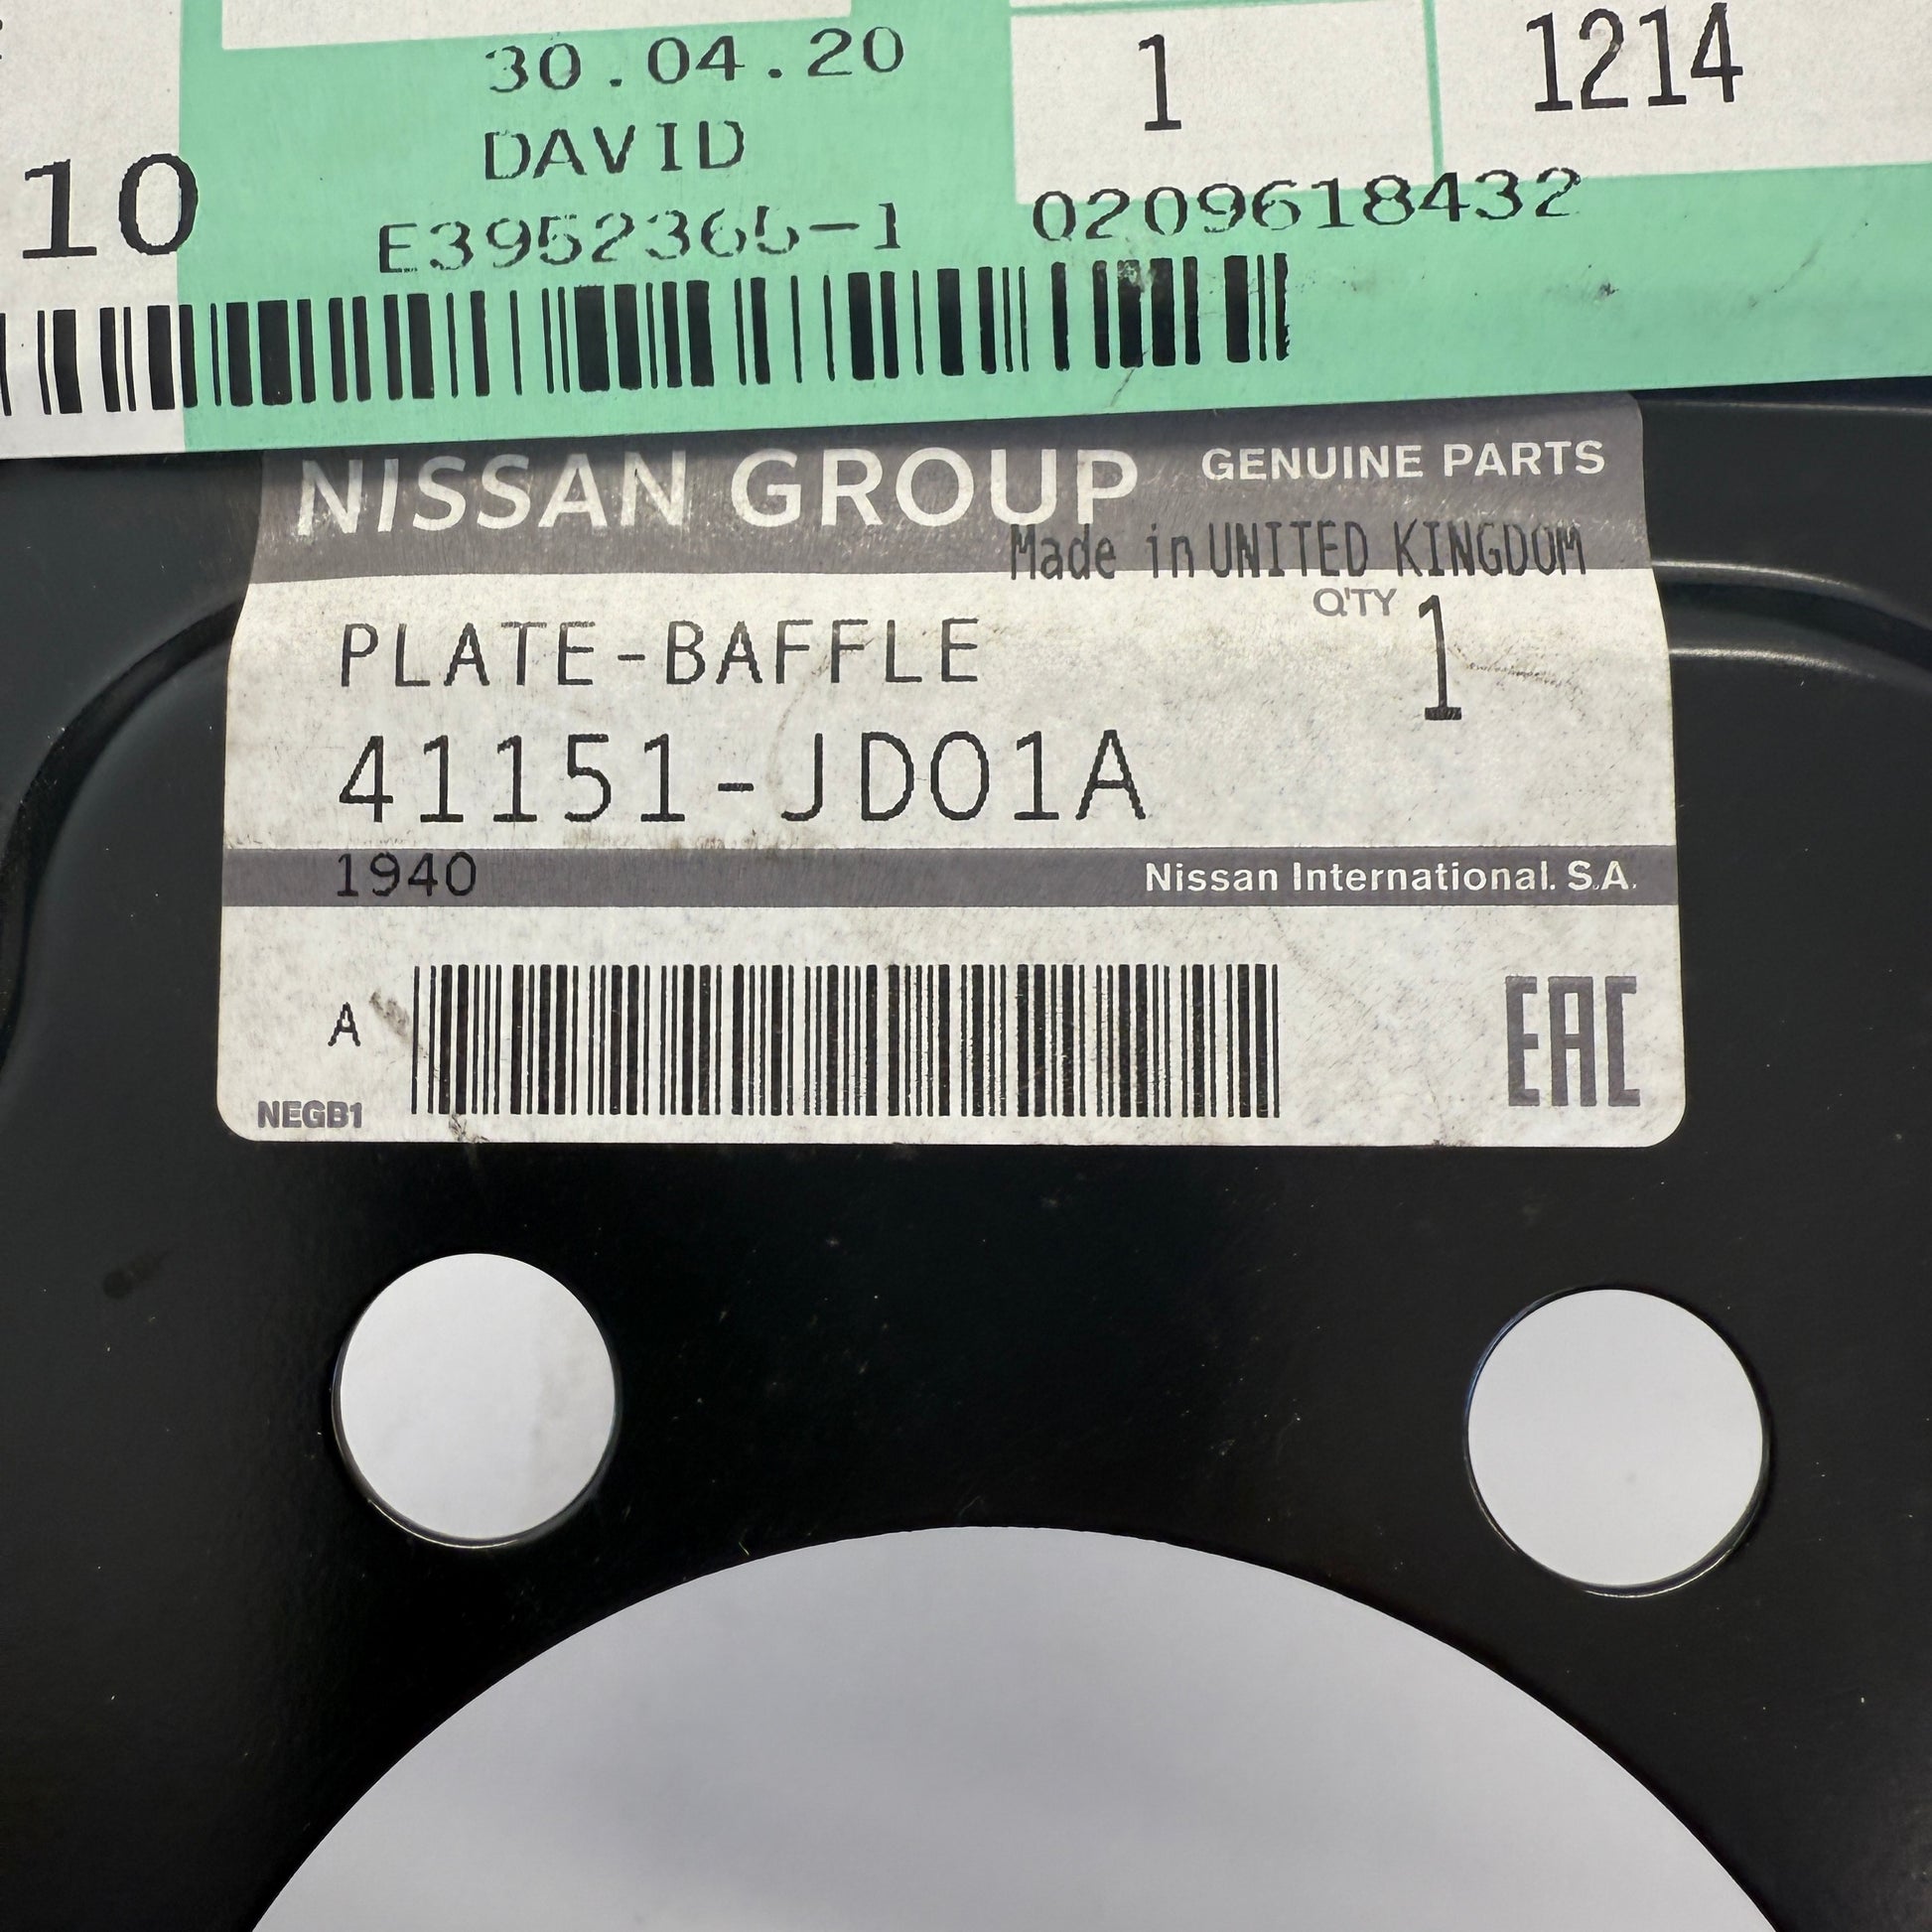 30.04.20
1
1214
DAVID
10
E3952365-1
0209618432
NISSAN GROUP
GENUINE PARTS
Made in UNITED KINGDOM
Q'TY 1
PLATE-BAFFLE
41151-JD01A
1940
Nissan International. S.A.
A
NEGB1
EAC